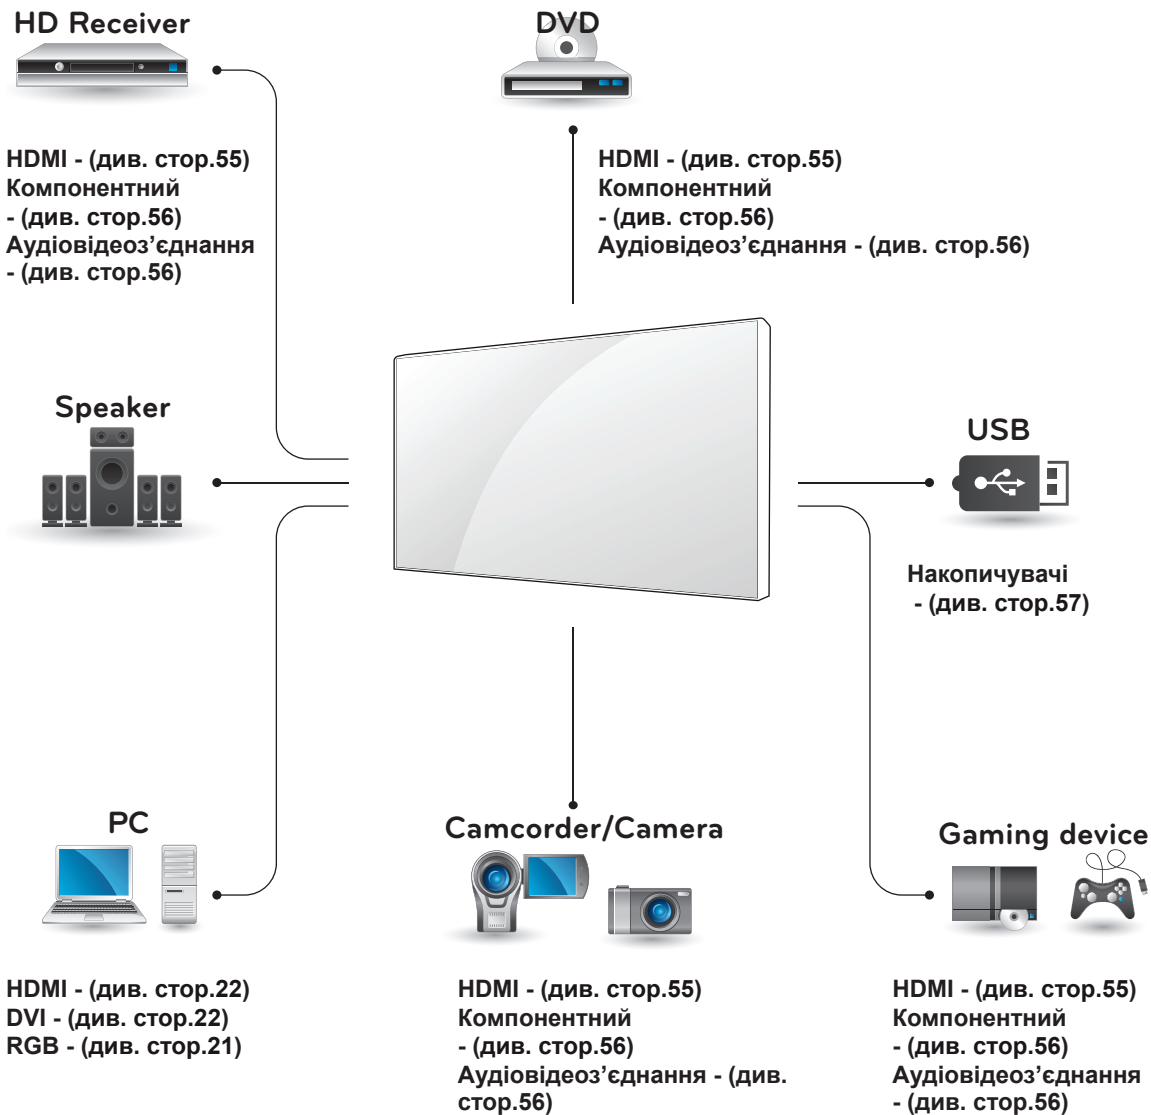 HD Receiver
HDMI - (див. стор.55)
Компонентний
- (див. стор.56)
Аудіовідеоз’єднання
- (див. стор.56)
DVD
HDMI - (див. стор.55)
Компонентний
- (див. стор.56)
Аудіовідеоз’єднання - (див. стор.56)
Speaker
USB
Накопичувачі
- (див. стор.57)
PC
HDMI - (див. стор.22)
DVI - (див. стор.22)
RGB - (див. стор.21)
Camcorder/Camera
HDMI - (див. стор.55)
Компонентний
- (див. стор.56)
Аудіовідеоз’єднання - (див.
стор.56)
Gaming device
HDMI - (див. стор.55)
Компонентний
- (див. стор.56)
Аудіовідеоз’єднання
- (див. стор.56)